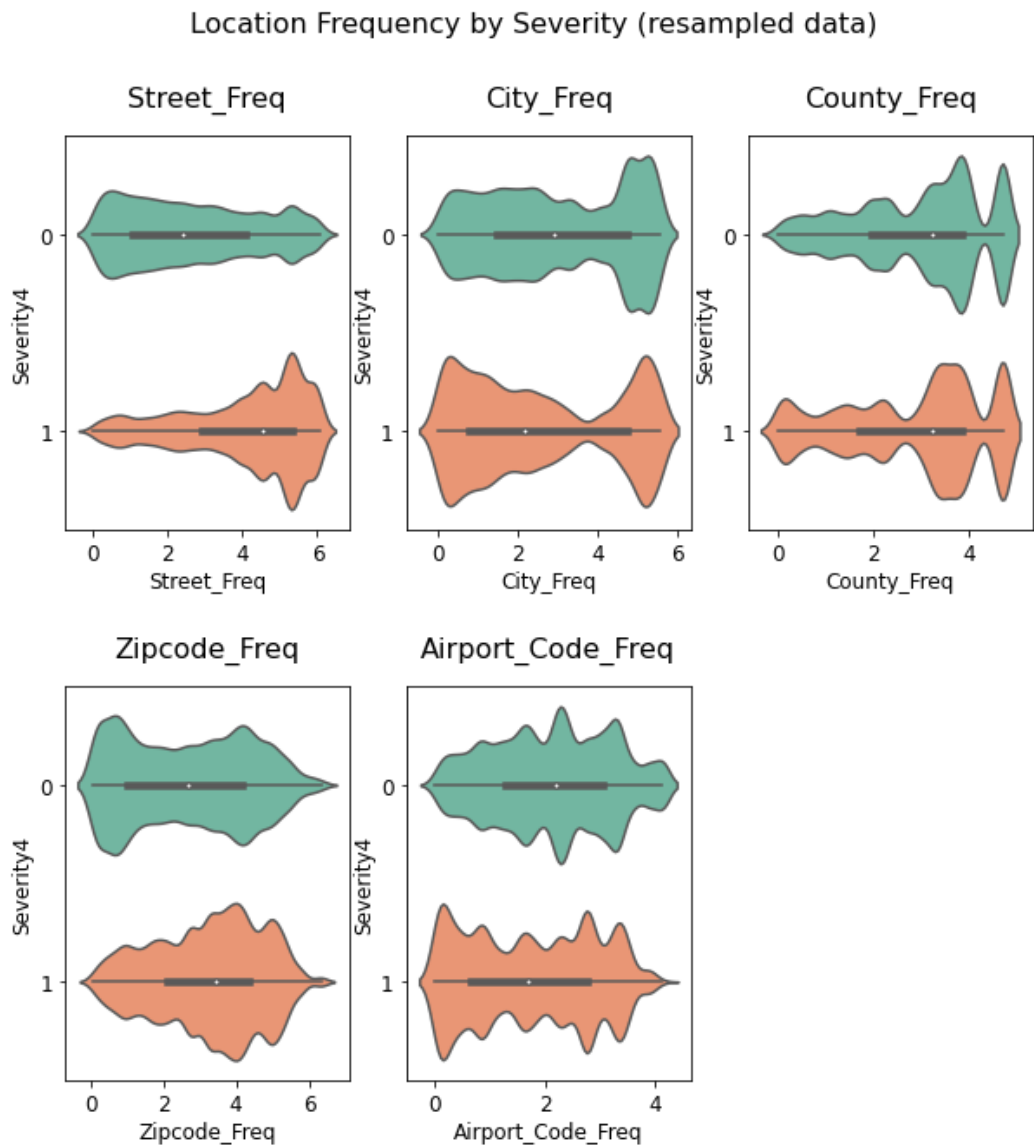 Location Frequency by Severity (resampled data)
Street_Freq
City_Freq
County_Freq
Severity4
0
1
0 2 4 6
Street_Freq
Severity4
0
1
0 2 4 6
City_Freq
Severity4
0
1
0 2 4
County_Freq
Zipcode_Freq
Airport_Code_Freq
Severity4
0
1
0 2 4 6
Zipcode_Freq
Severity4
0
1
0 2 4
Airport_Code_Freq